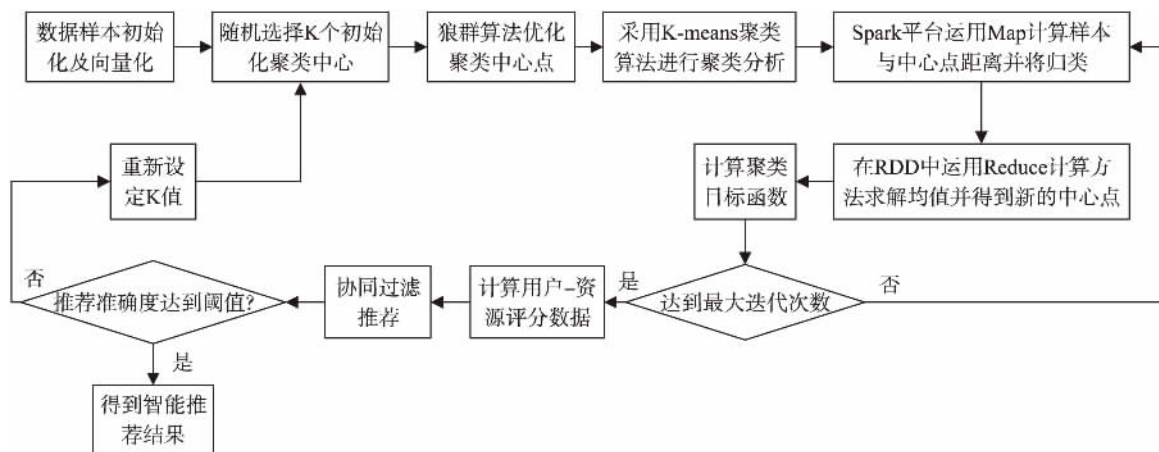 数据样本初始
化及向量化
随机选择K个初始
化聚类中心
狼群算法优化
聚类中心点
采用K-means聚类
算法进行聚类分析
Spark平台运用Map计算样本
与中心点距离并将归类
重新设
定K值
计算聚类
目标函数
在RDD中运用Reduce计算方
法求解均值并得到新的中心点
否
推荐准确度达到阈值?
协同过滤
推荐
计算用户-资
源评分数据
是
达到最大迭代次数
否
是
得到智能推
荐结果